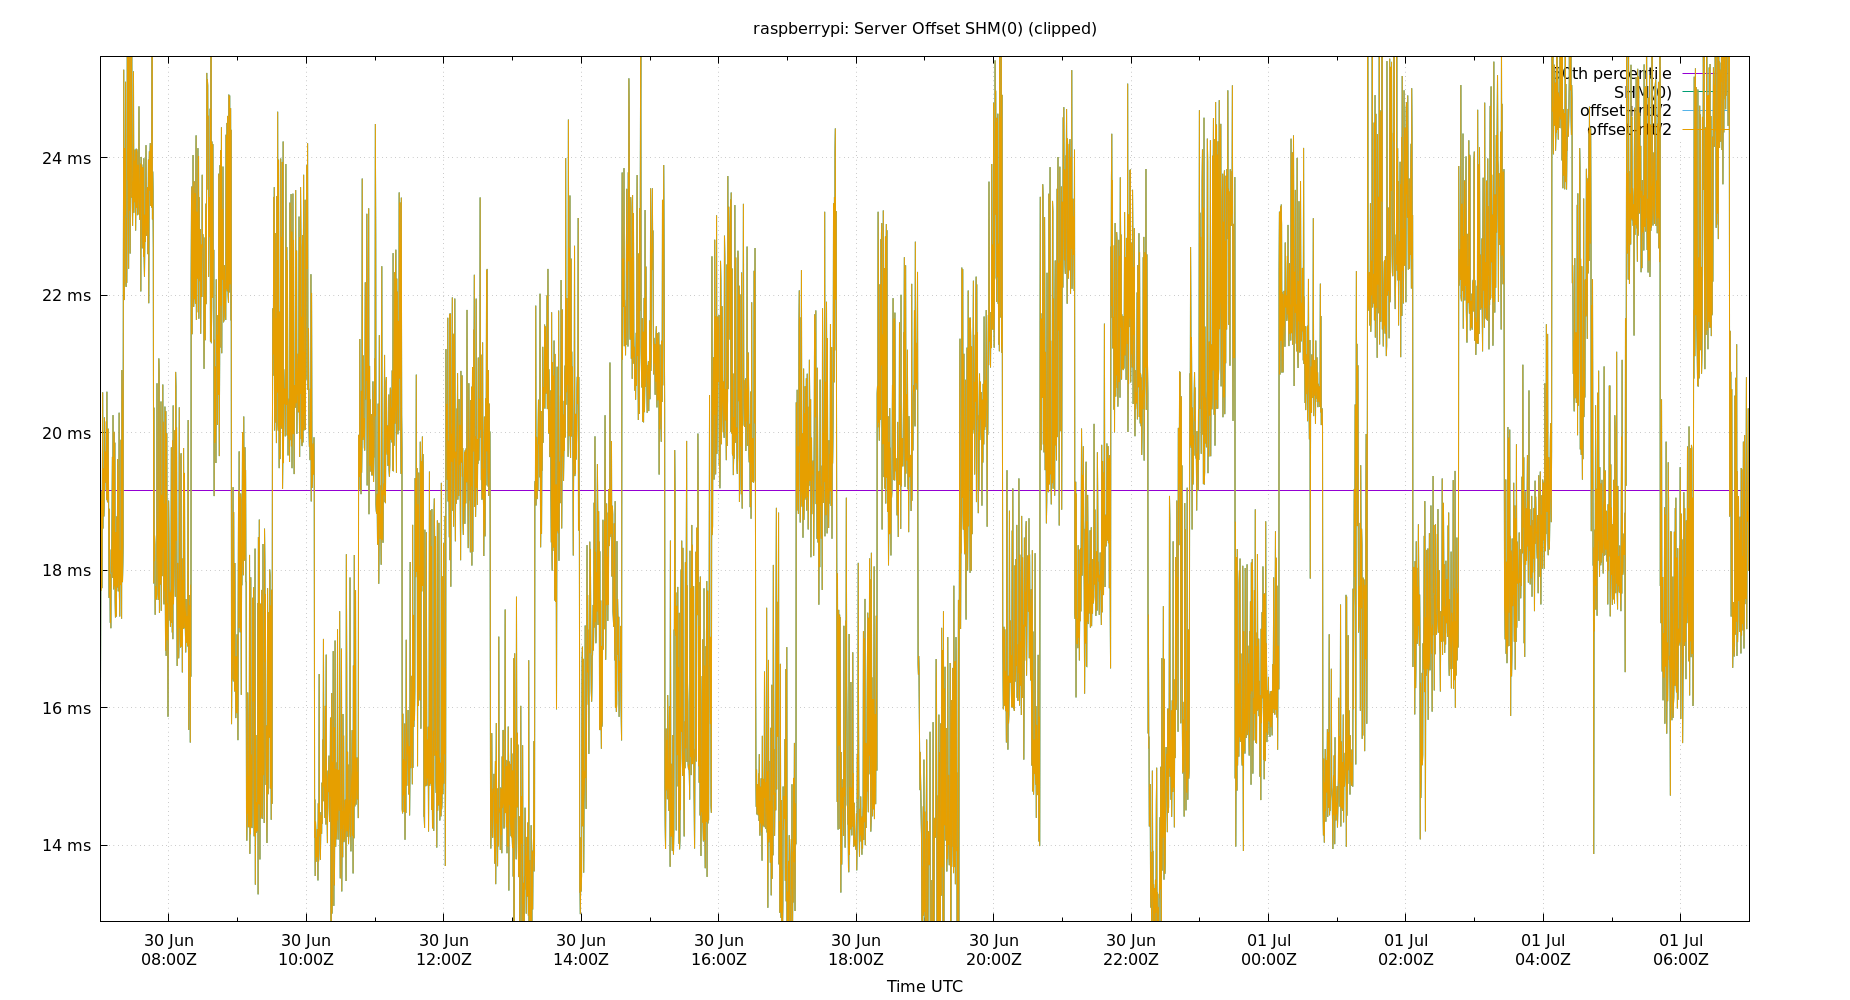 raspberrypi: Server Offset SHM(0) (clipped)
50th percentile
SHM(0)
offset+rtt/2
offset-rtt/2
24 ms
22 ms
20 ms
18 ms
16 ms
14 ms
30 Jun 30 Jun 30 Jun 30 Jun 30 Jun 30 Jun 30 Jun 30 Jun 01 Jul 01 Jul 01 Jul 01 Jul
08:00Z 10:00Z 12:00Z 14:00Z 16:00Z 18:00Z 20:00Z 22:00Z 00:00Z 02:00Z 04:00Z 06:00Z
Time UTC